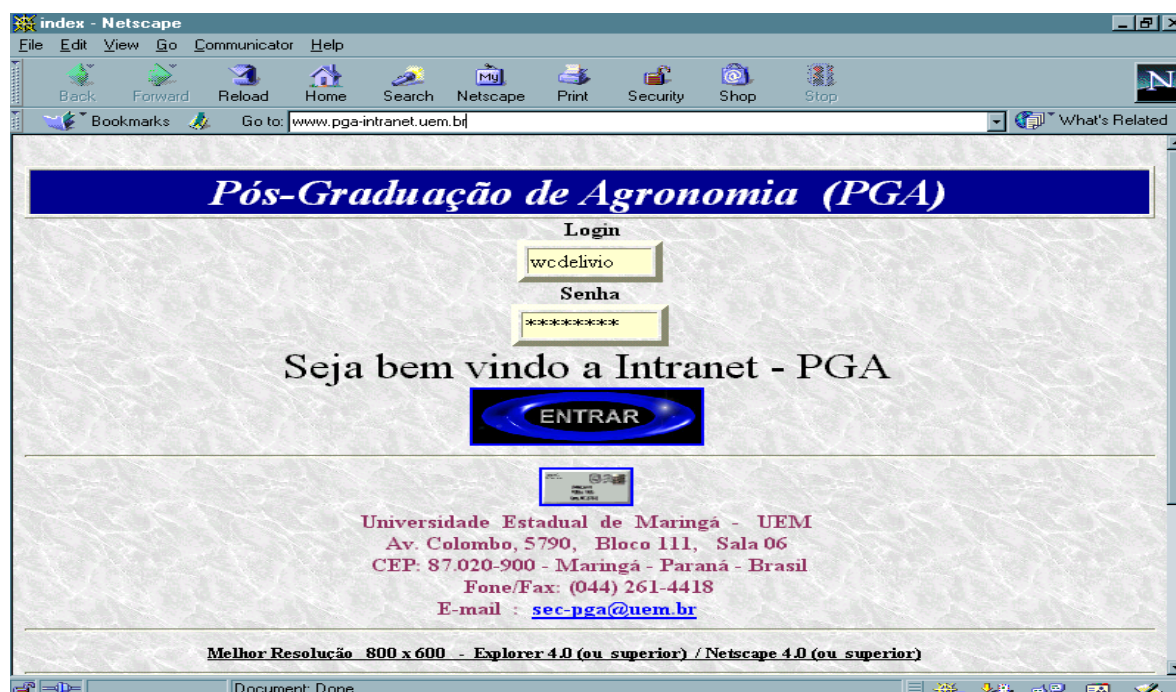 index - Netscape
File Edit View Go Communicator Help
Back Forward Reload Home Search Netscape Print Security Shop Stop
My
N
Bookmarks Go to: www.pga-intranet.uem.br What's Related
Pós-Graduação de Agronomia (PGA)
Login
wcdelivio
Senha
********
Seja bem vindo a Intranet - PGA
ENTRAR
Universidade Estadual de Maringá - UEM
Av. Colombo, 5790, Bloco 111, Sala 06
CEP: 87.020-900 - Maringá - Paraná - Brasil
Fone/Fax: (044) 261-4418
E-mail : sec-pga@uem.br
Melhor Resolução 800 x 600 - Explorer 4.0 (ou superior) / Netscape 4.0 (ou superior)
Document: Done